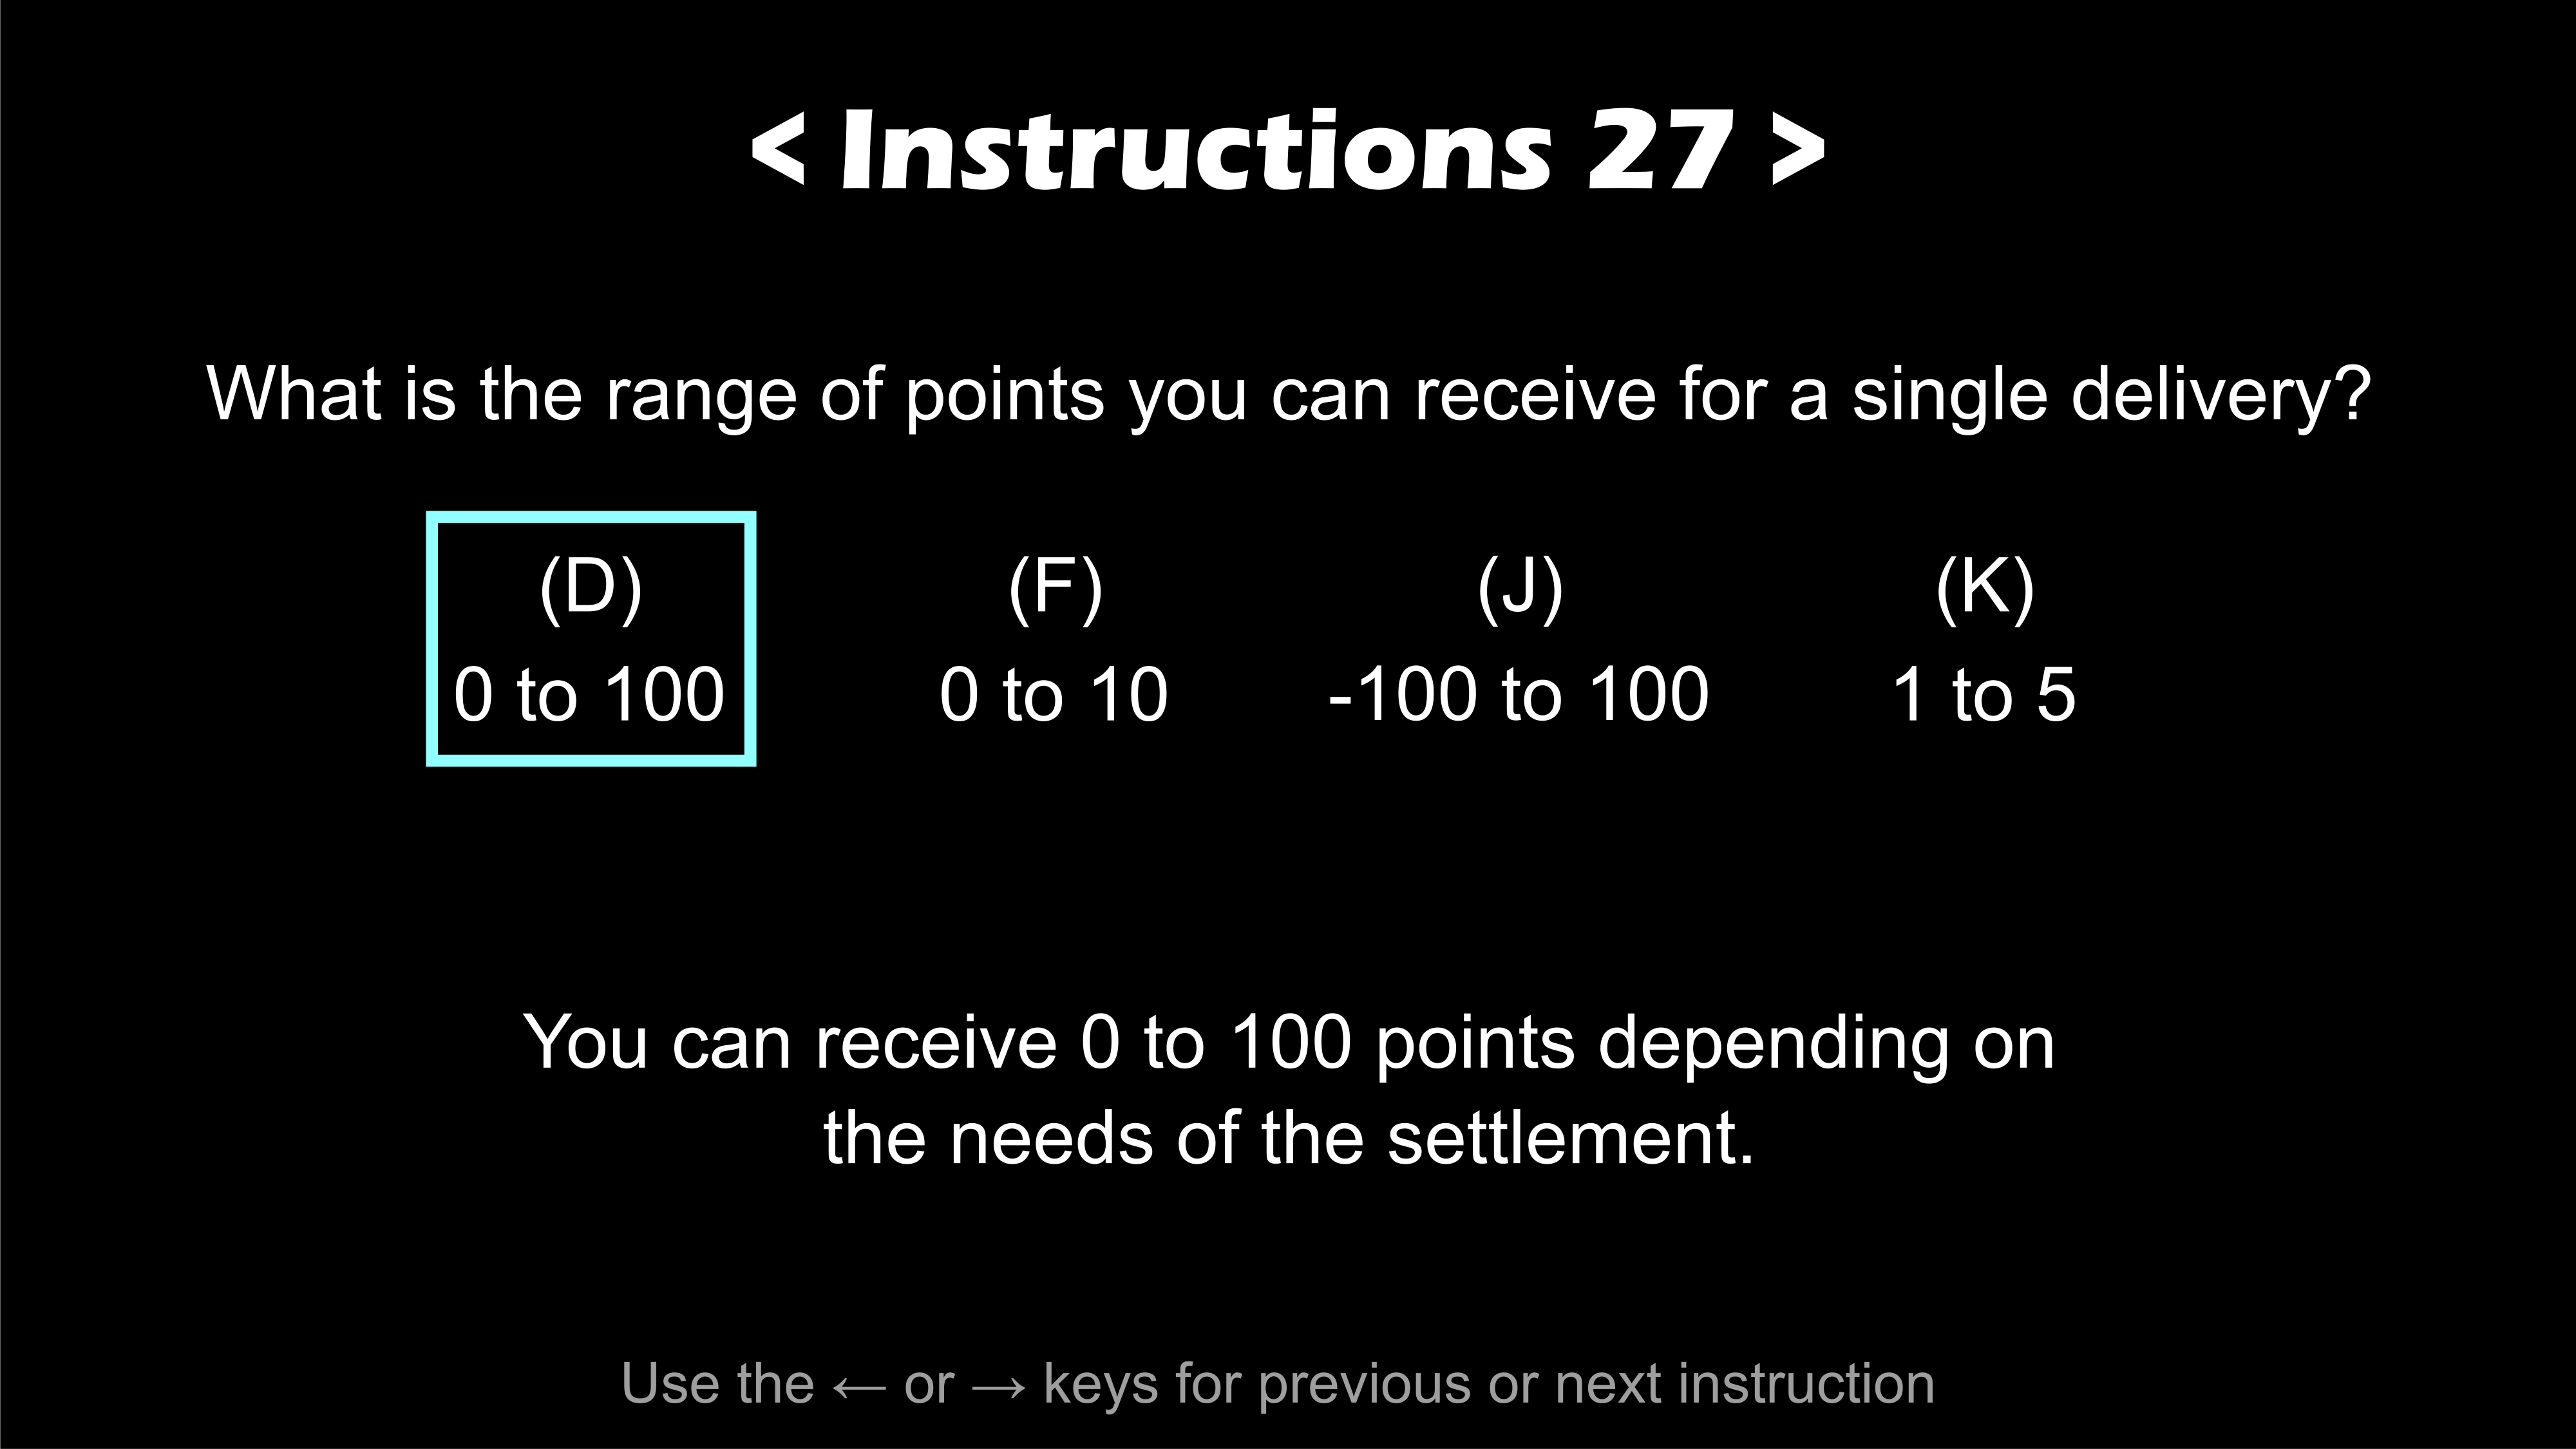 < Instructions 27 >
What is the range of points you can receive for a single delivery?
(D) (F) (J) (K)
0 to 100 0 to 10 -100 to 100 1 to 5
You can receive 0 to 100 points depending on
the needs of the settlement.
Use the ← or → keys for previous or next instruction